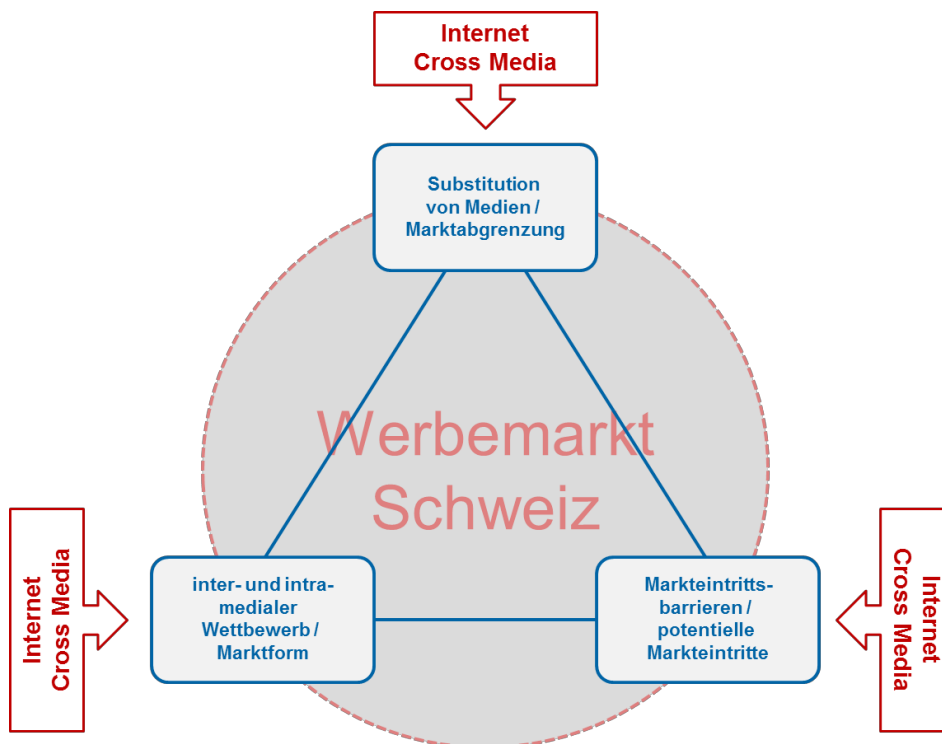 Internet
Cross Media
Substitution
von Medien /
Marktabgrenzung
Werbemarkt
Schweiz
Internet
Cross Media
inter- und intra-
medialer
Wettbewerb /
Marktform
Markteintritts-
barrieren /
potentielle
Markteintritte
Internet
Cross Media